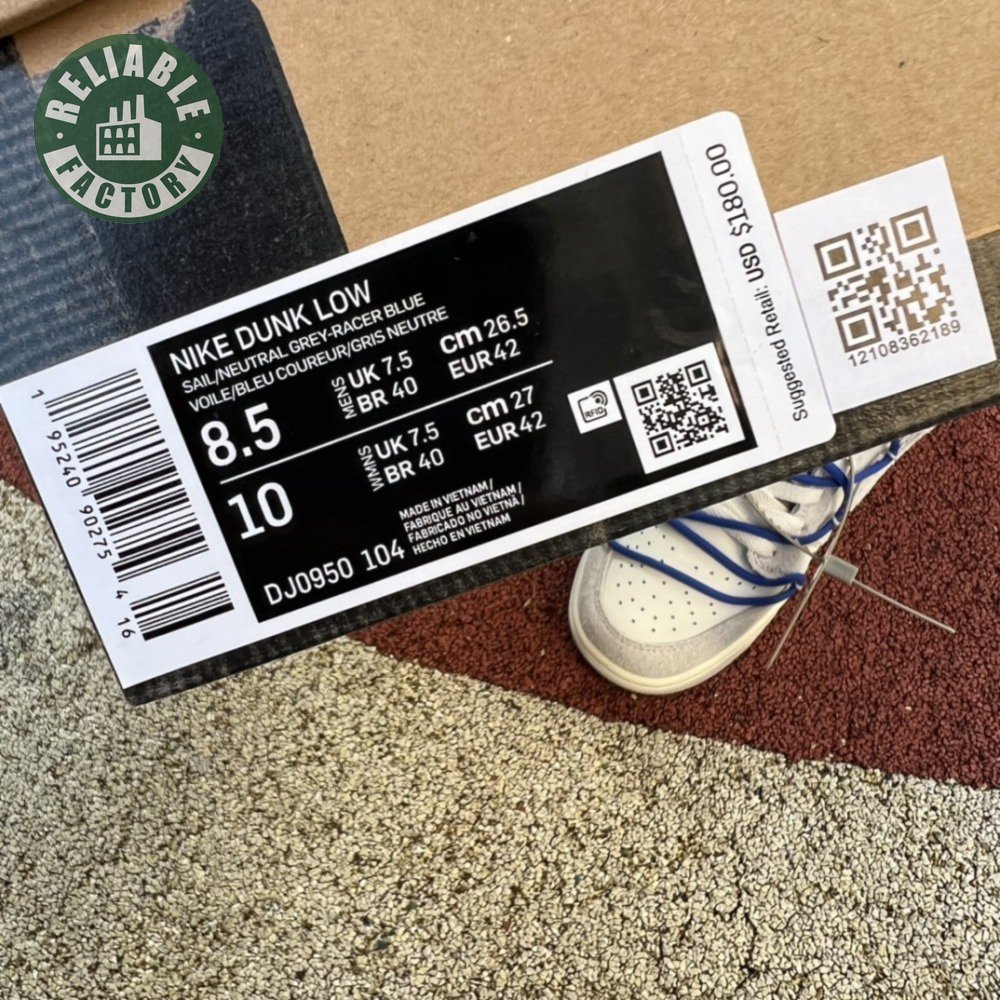 RELIABLE
FACTORY
NIKE DUNK LOW
SAIL/NEUTRAL GREY-RACER BLUE
VOILE/BLEU COUREUR/GRIS NEUTRE
8.5
MENS
UK 7.5
BR 40
cm 26.5
EUR 42
10
WMNS
UK 7.5
BR 40
cm 27
EUR 42
RFID
DJ0950 104
MADE IN VIETNAM/
FABRIQUE AU VIETNAM/
FABRICADO NO VIETNÃ/
HECHO EN VIETNAM
1 95240 90275 4 16
Suggested Retail: USD $180.00
12108362189